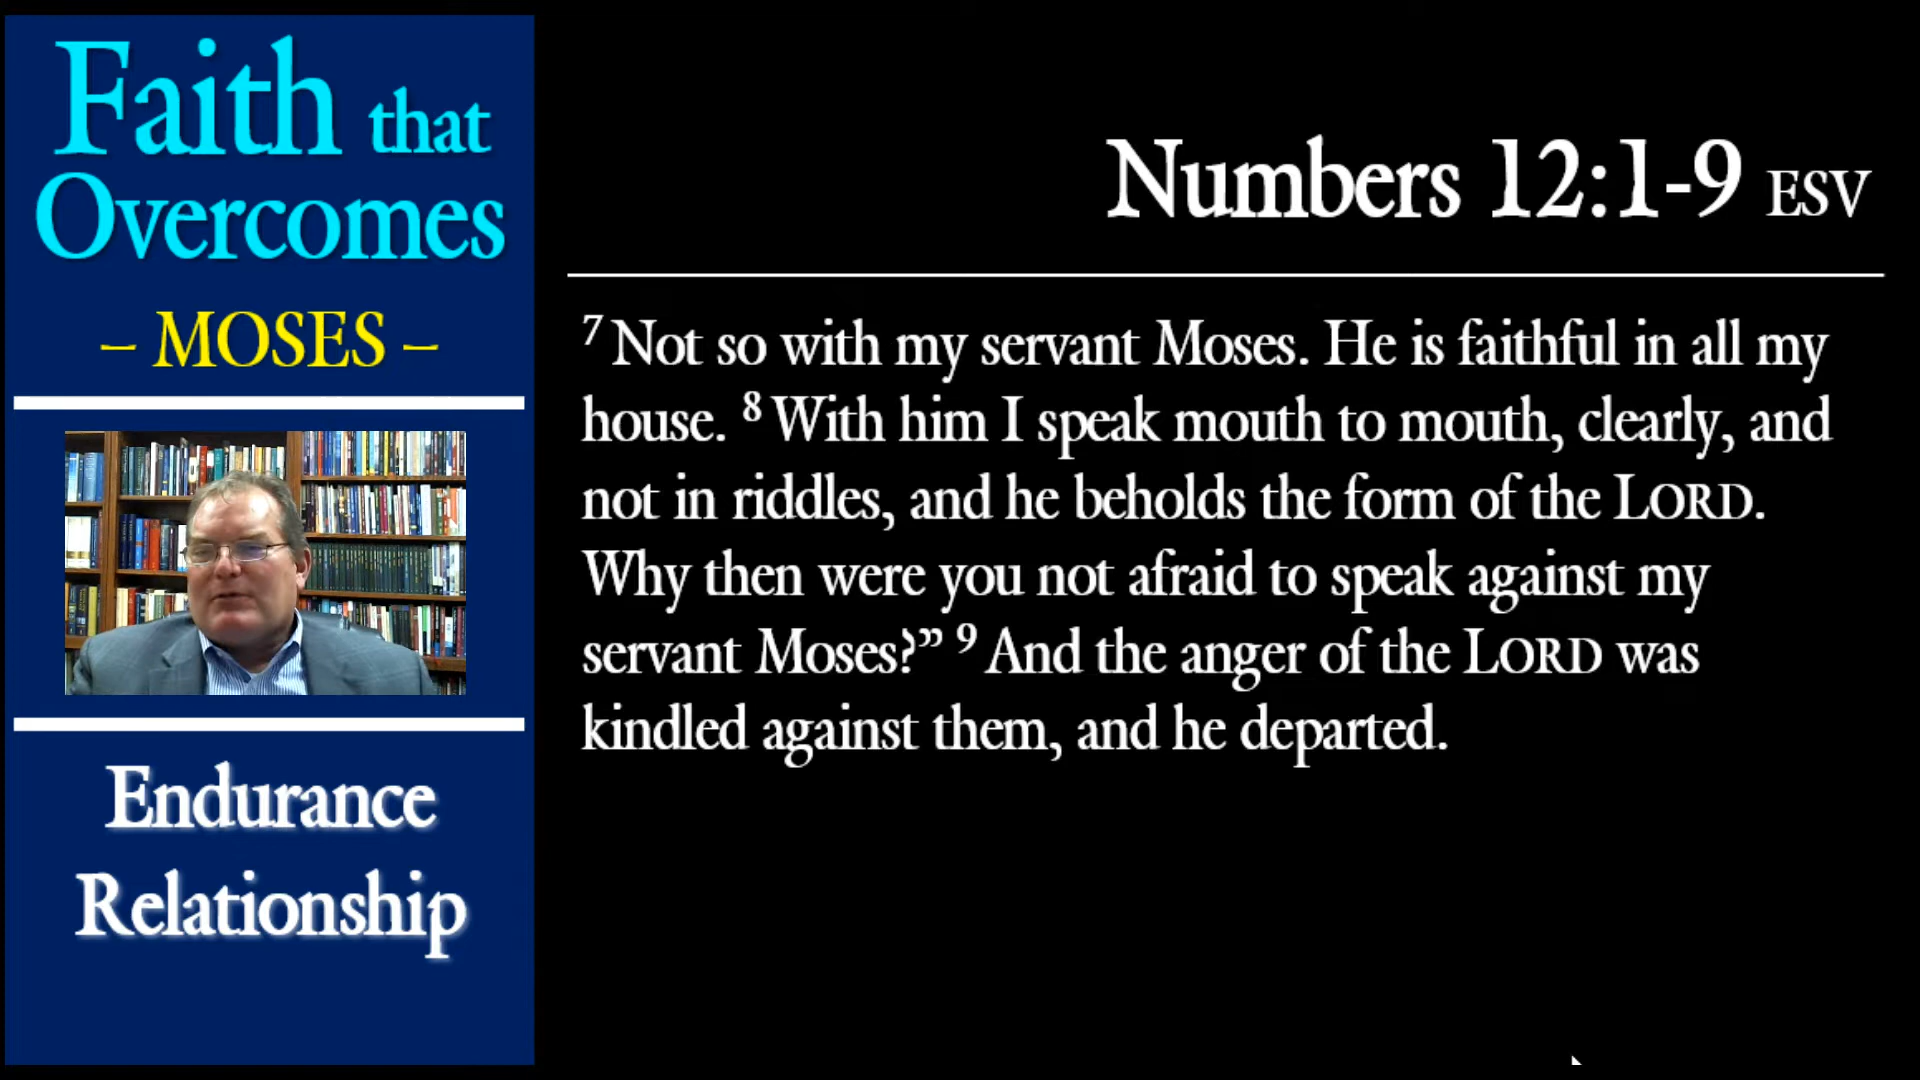 Faith that
Overcomes
– MOSES –
Endurance
Relationship
Numbers 12:1-9 ESV
7 Not so with my servant Moses. He is faithful in all my
house. 8 With him I speak mouth to mouth, clearly, and
not in riddles, and he beholds the form of the LORD.
Why then were you not afraid to speak against my
servant Moses?” 9 And the anger of the LORD was
kindled against them, and he departed.